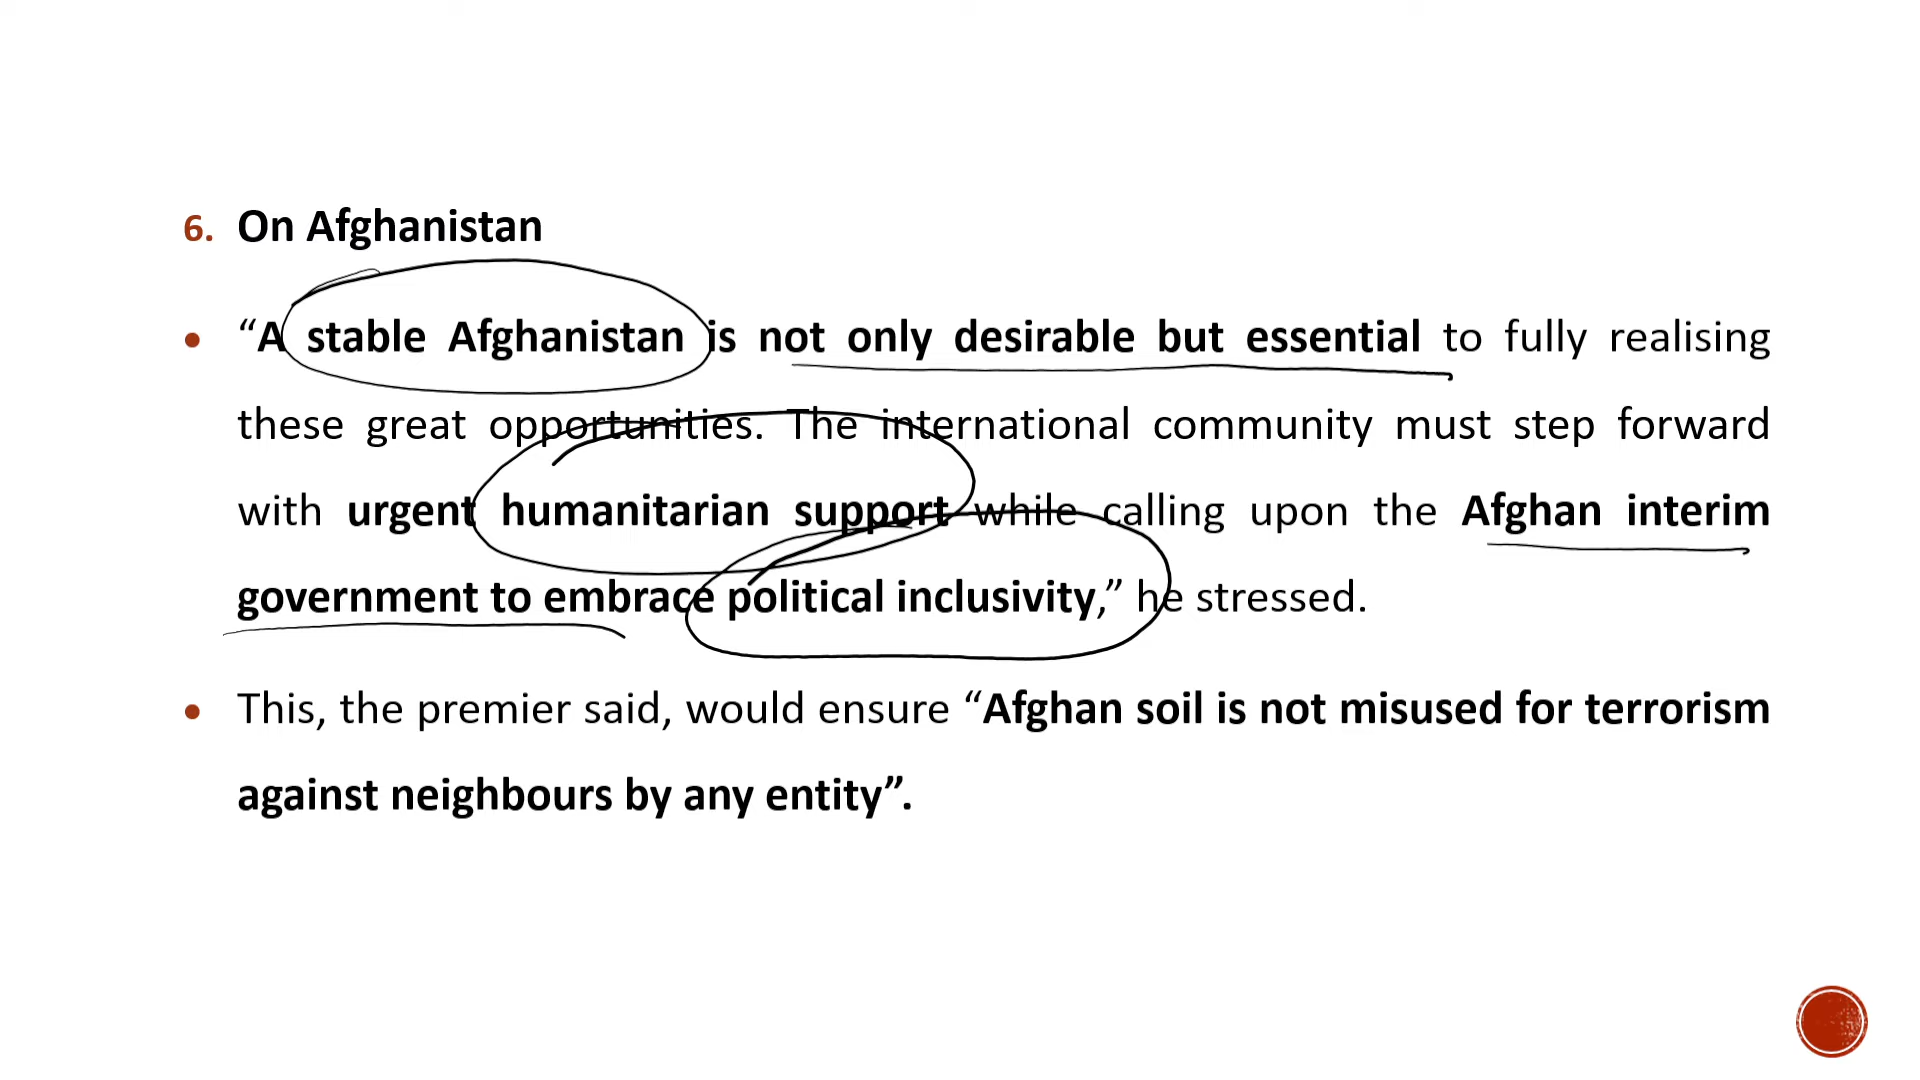 6. On Afghanistan
• “A stable Afghanistan is not only desirable but essential to fully realising
these great opportunities. The international community must step forward
with urgent humanitarian support while calling upon the Afghan interim
government to embrace political inclusivity,” he stressed.
• This, the premier said, would ensure “Afghan soil is not misused for terrorism
against neighbours by any entity”.